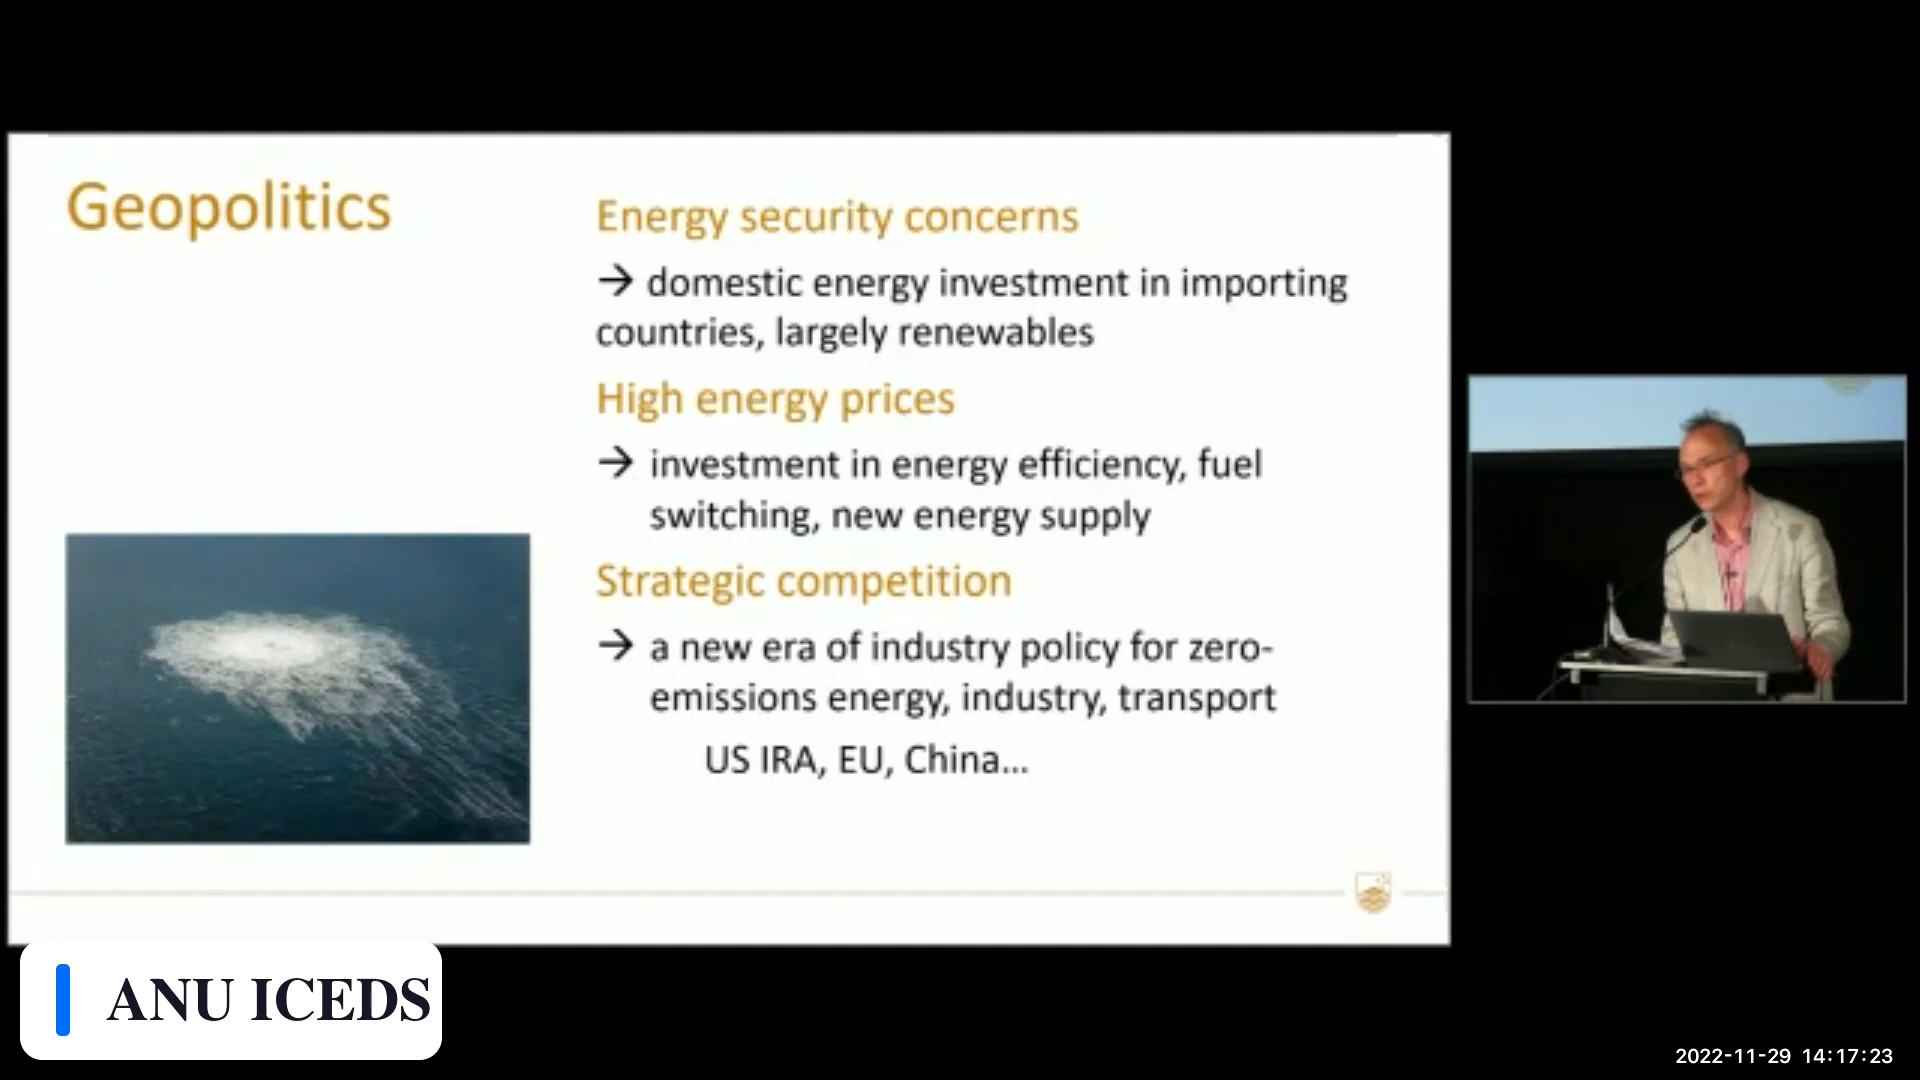 Geopolitics
Energy security concerns
→ domestic energy investment in importing
countries, largely renewables
High energy prices
→ investment in energy efficiency, fuel
switching, new energy supply
Strategic competition
→ a new era of industry policy for zero-
emissions energy, industry, transport
US IRA, EU, China...
ANU ICEDS
2022-11-29 14:17:23